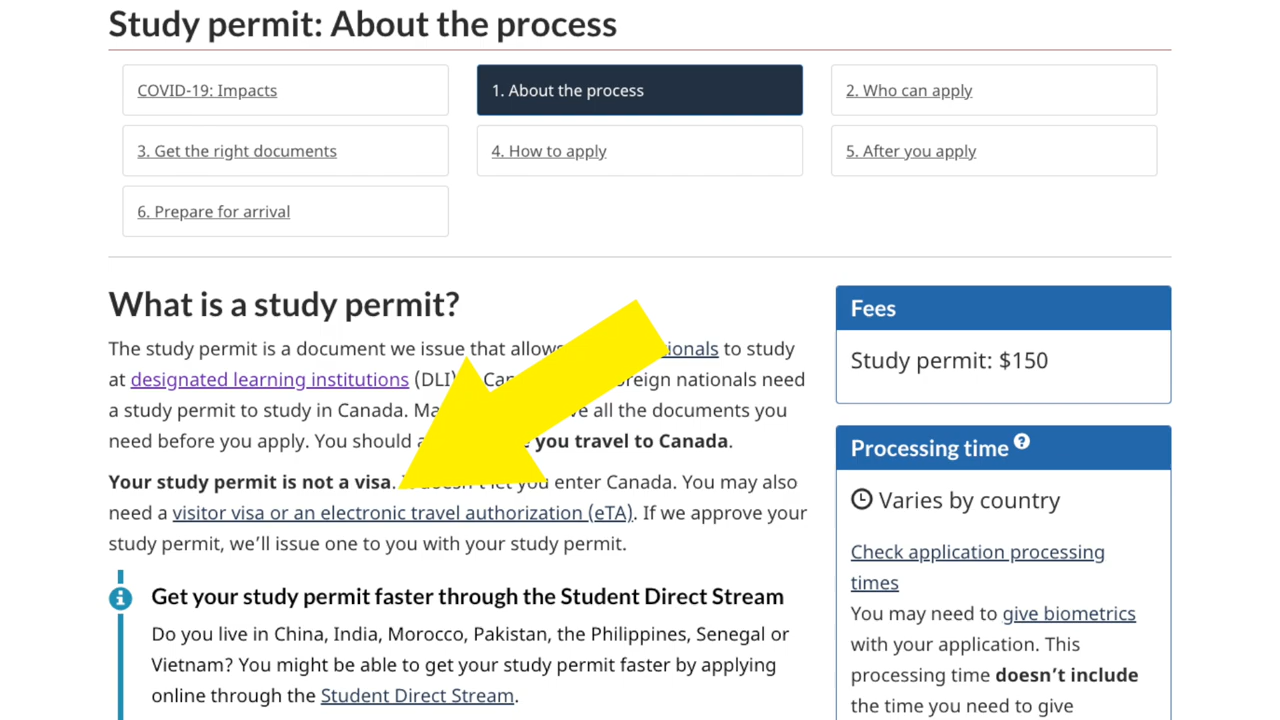 Study permit: About the process
COVID-19: Impacts
1. About the process
2. Who can apply
3. Get the right documents
4. How to apply
5. After you apply
6. Prepare for arrival
What is a study permit?
The study permit is a document we issue that allows ionals to study
at designated learning institutions (DLI) Can reign nationals need
a study permit to study in Canada. Ma e all the documents you
need before you apply. You should a you travel to Canada.
Your study permit is not a visa. doesn't let you enter Canada. You may also
need a visitor visa or an electronic travel authorization (eTA). If we approve your
study permit, we'll issue one to you with your study permit.
Get your study permit faster through the Student Direct Stream
Do you live in China, India, Morocco, Pakistan, the Philippines, Senegal or
Vietnam? You might be able to get your study permit faster by applying
online through the Student Direct Stream.
Fees
Study permit: $150
Processing time
Varies by country
Check application processing
times
You may need to give biometrics
with your application. This
processing time doesn't include
the time you need to give